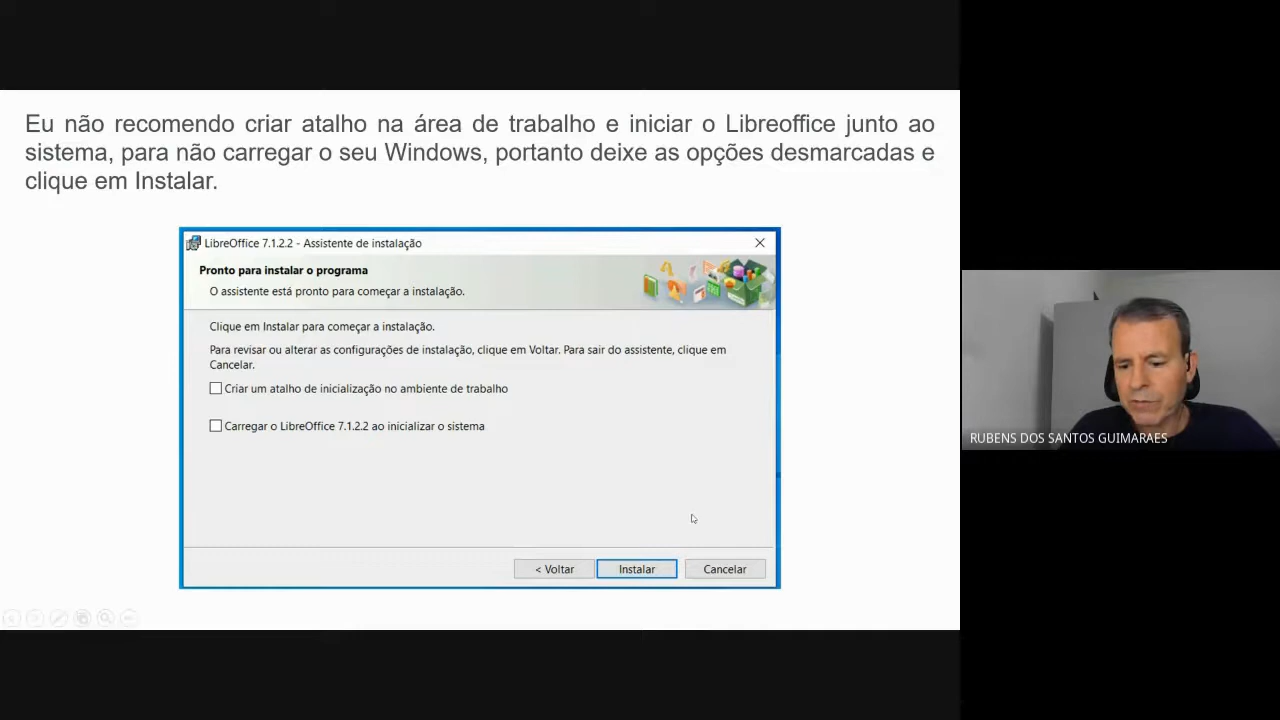 Eu não recomendo criar atalho na área de trabalho e iniciar o Libreoffice junto ao
sistema, para não carregar o seu Windows, portanto deixe as opções desmarcadas e
clique em Instalar.
LibreOffice 7.1.2.2 - Assistente de instalação
Pronto para instalar o programa
O assistente está pronto para começar a instalação.
Clique em Instalar para começar a instalação.
Para revisar ou alterar as configurações de instalação, clique em Voltar. Para sair do assistente, clique em
Cancelar.
Criar um atalho de inicialização no ambiente de trabalho
Carregar o LibreOffice 7.1.2.2 ao inicializar o sistema
< Voltar
Instalar
Cancelar
RUBENS DOS SANTOS GUIMARAES